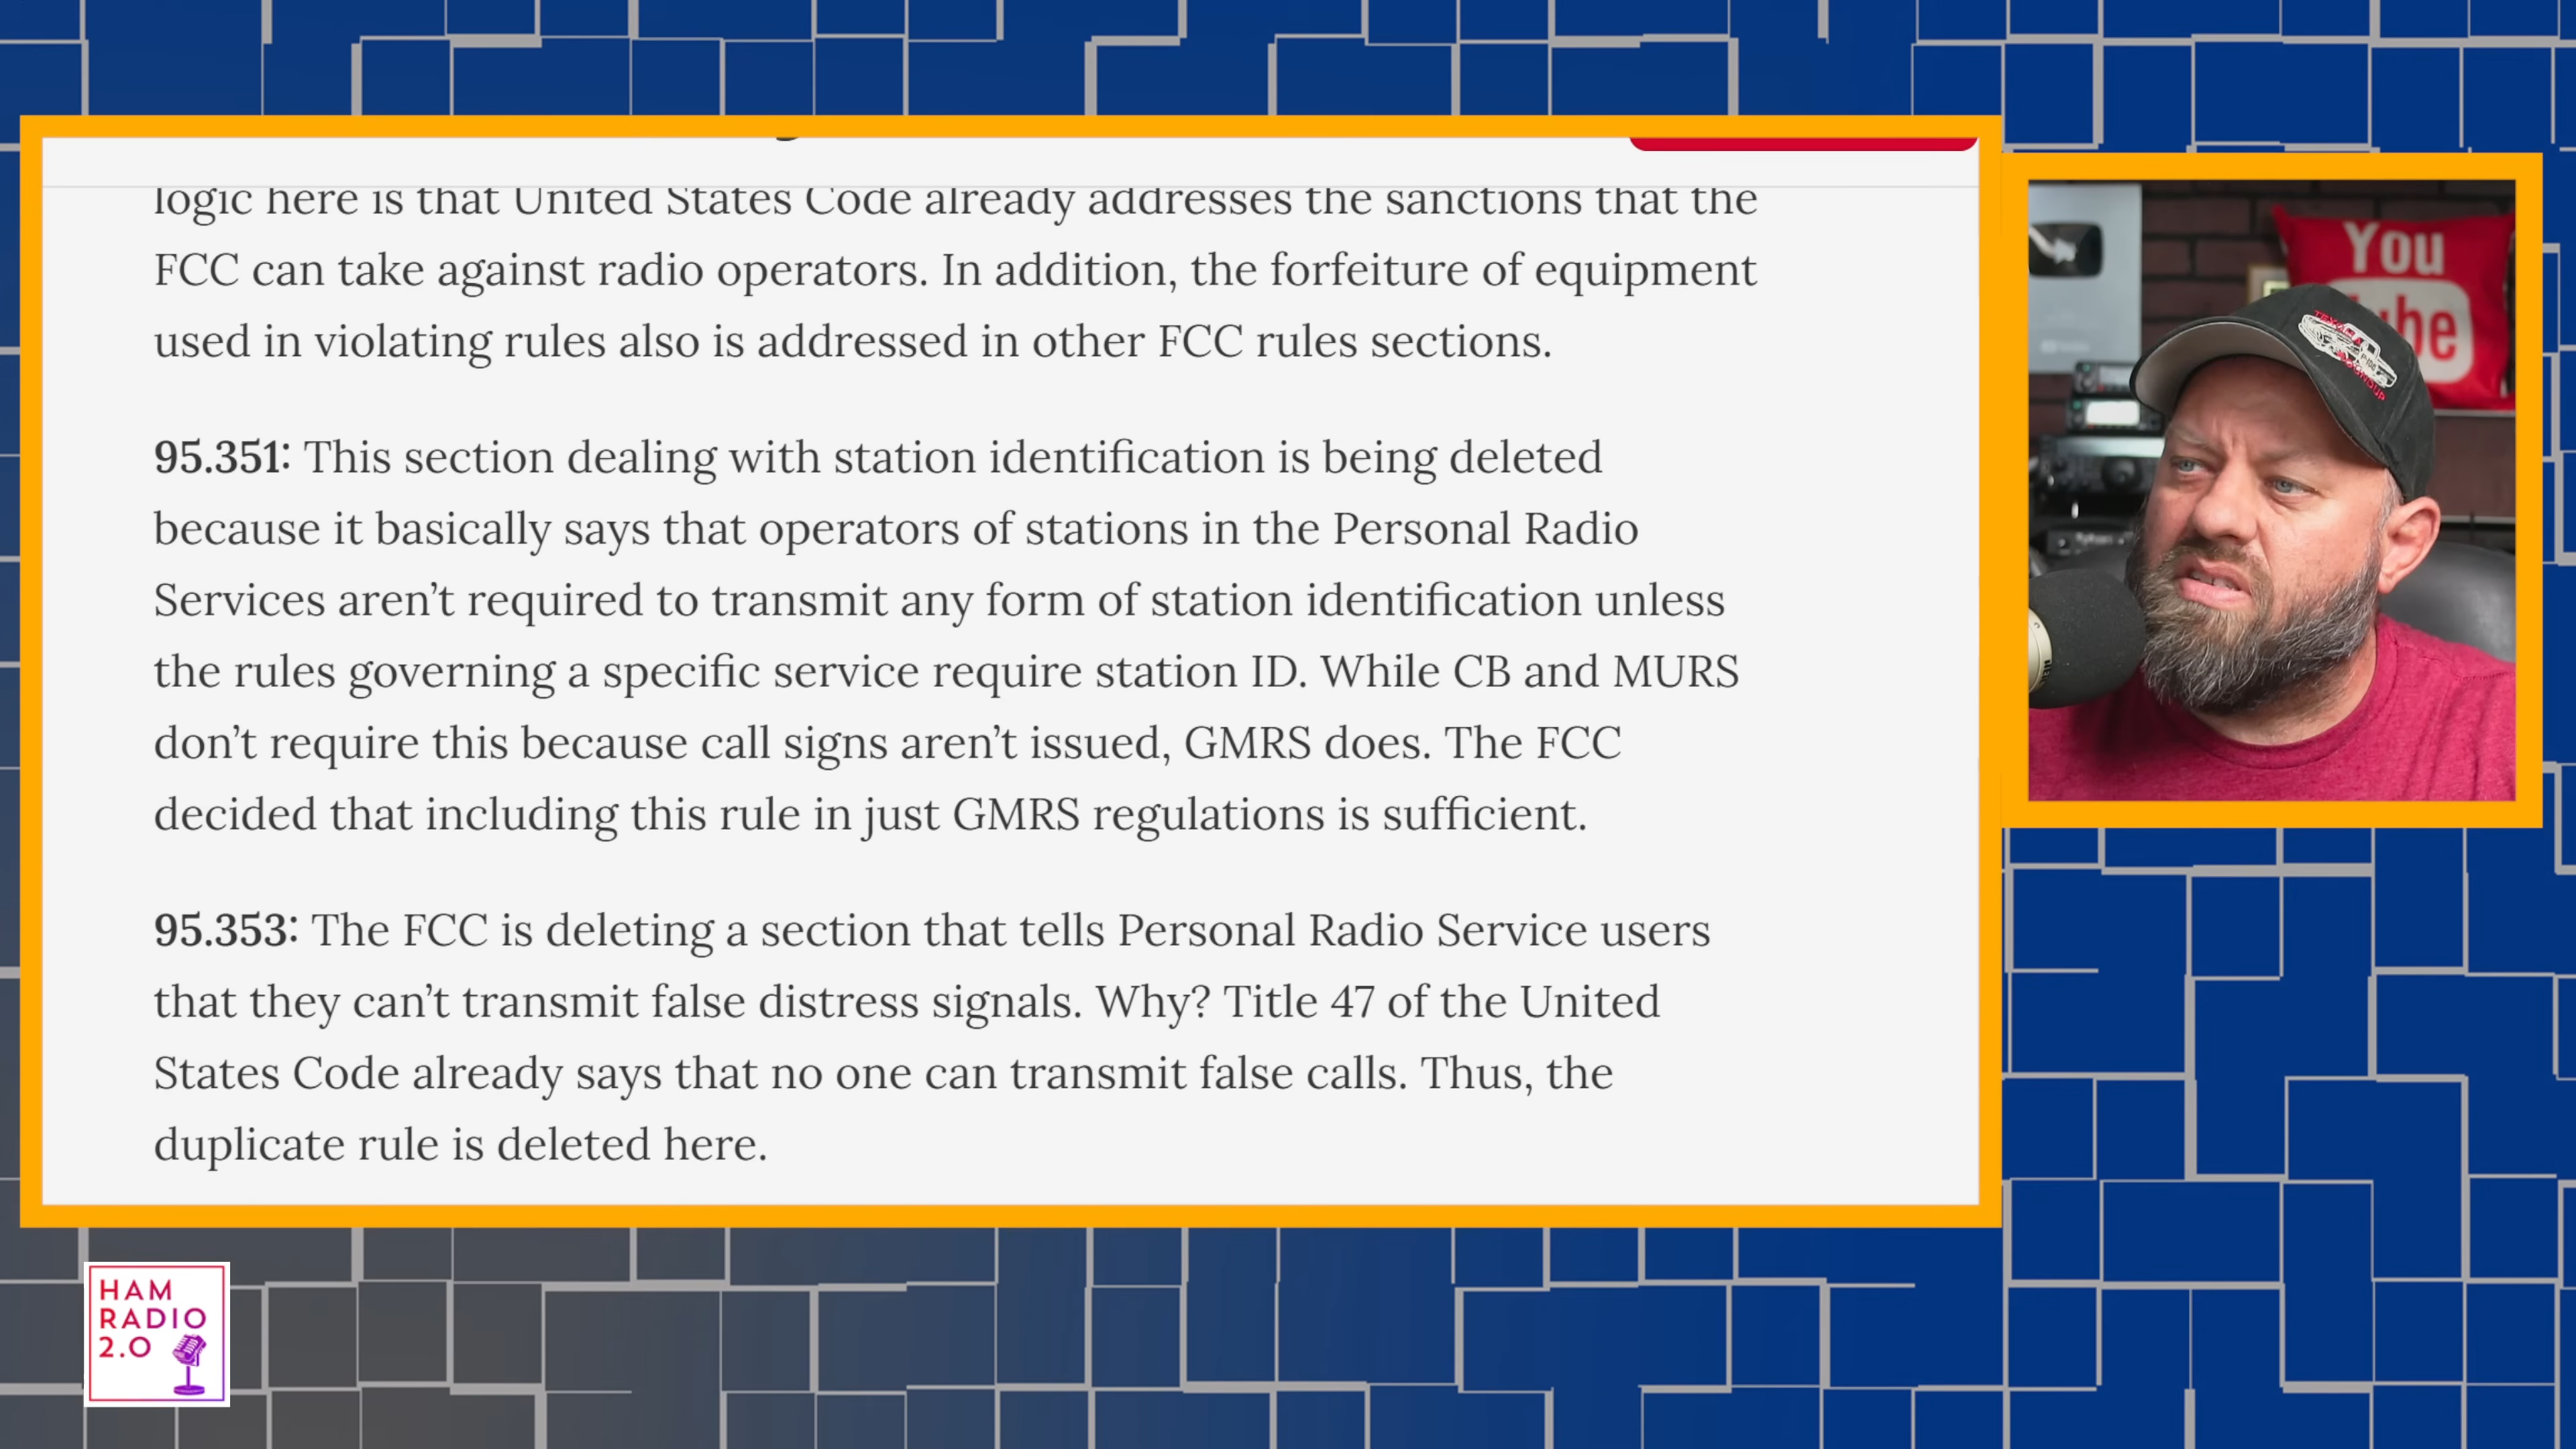 logic here is that United States Code already addresses the sanctions that the
FCC can take against radio operators. In addition, the forfeiture of equipment
used in violating rules also is addressed in other FCC rules sections.
95.351: This section dealing with station identification is being deleted
because it basically says that operators of stations in the Personal Radio
Services aren’t required to transmit any form of station identification unless
the rules governing a specific service require station ID. While CB and MURS
don’t require this because call signs aren’t issued, GMRS does. The FCC
decided that including this rule in just GMRS regulations is sufficient.
95.353: The FCC is deleting a section that tells Personal Radio Service users
that they can’t transmit false distress signals. Why? Title 47 of the United
States Code already says that no one can transmit false calls. Thus, the
duplicate rule is deleted here.
You
Tube
HAM
RADIO
2.0